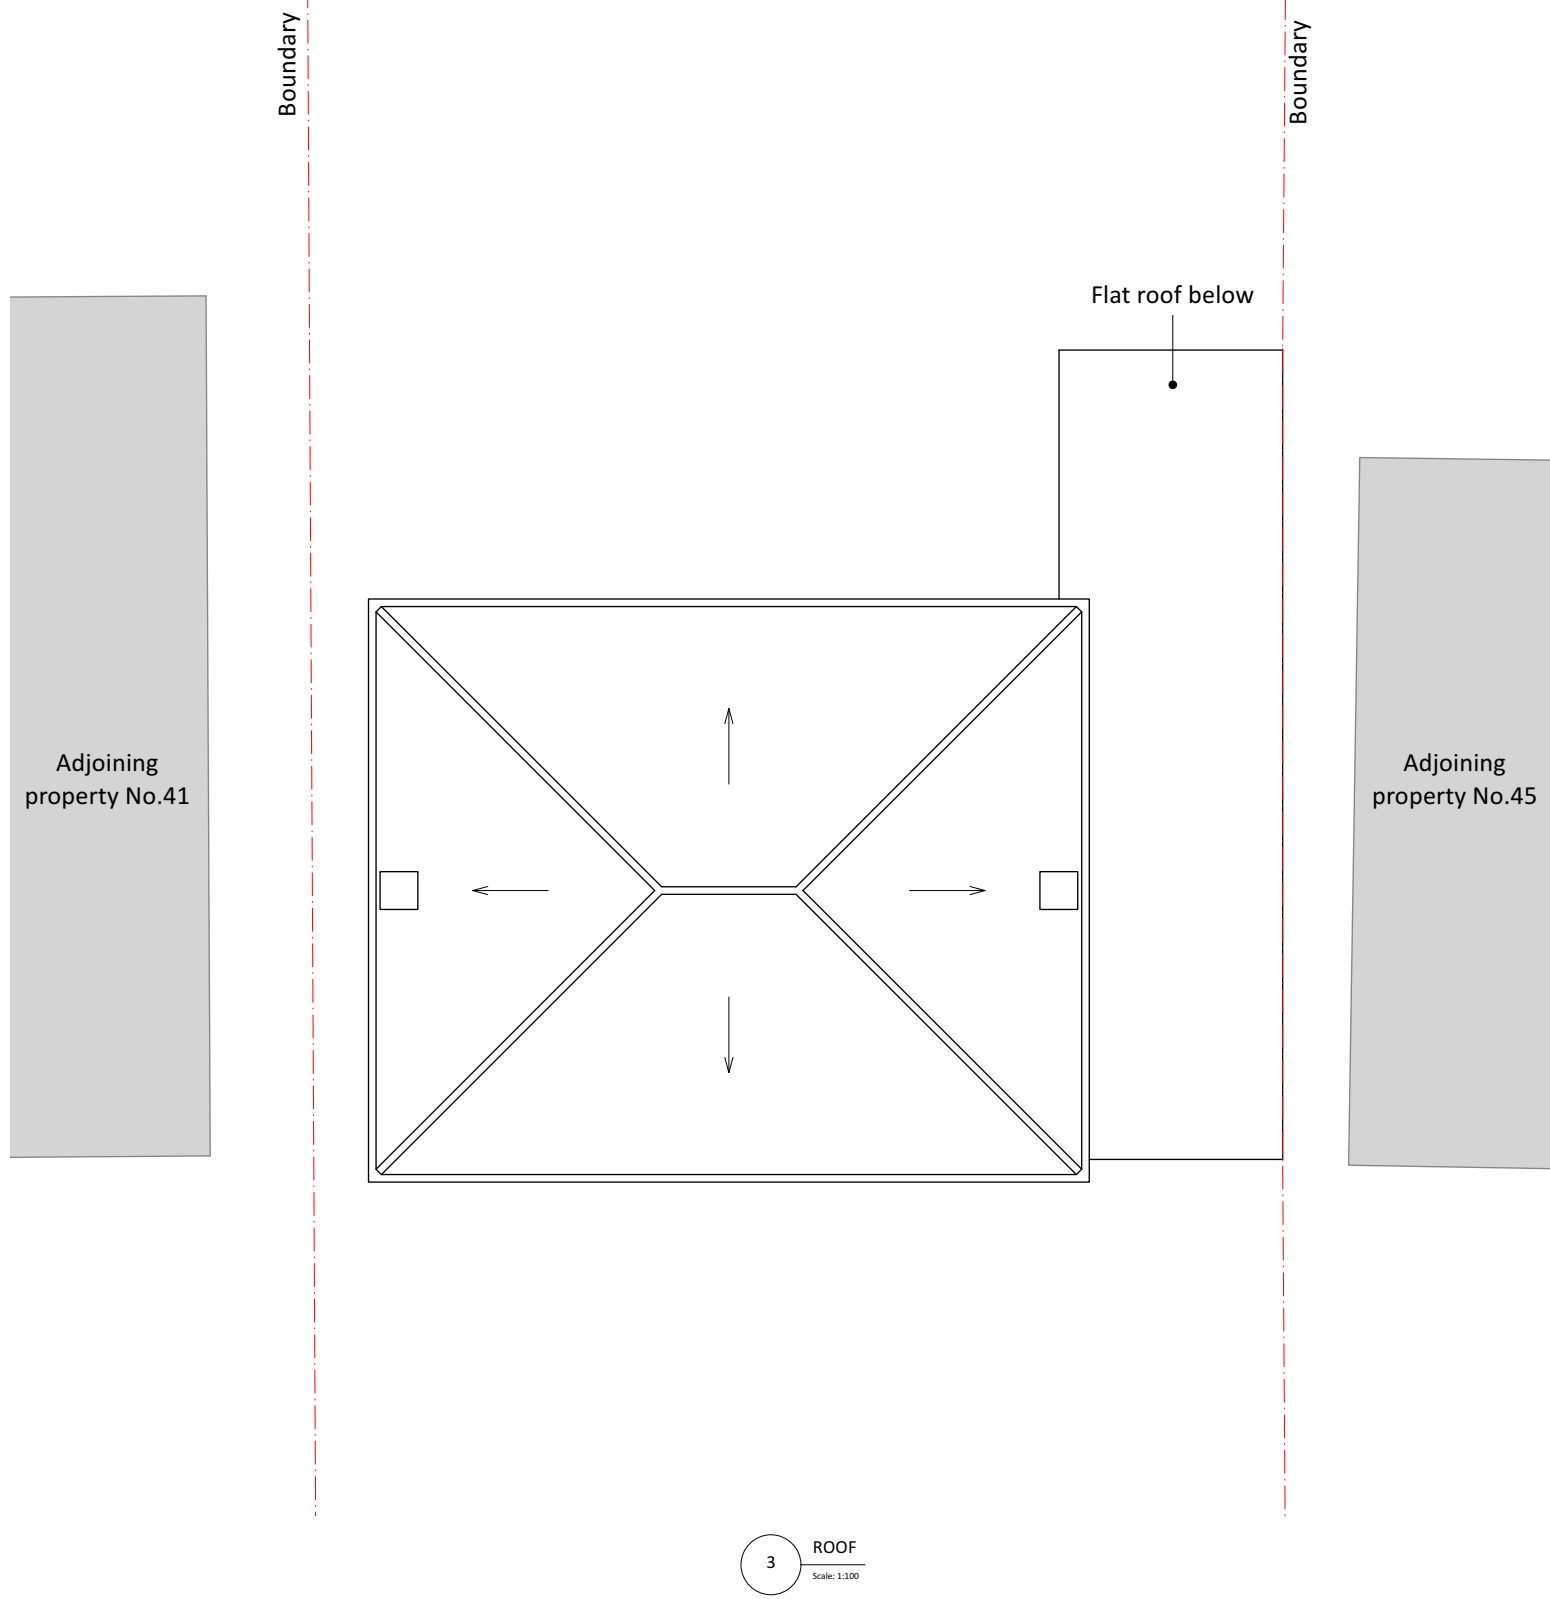 Boundary
Boundary
Flat roof below
Adjoining
property No.41
Adjoining
property No.45
3
ROOF
Scale: 1:100